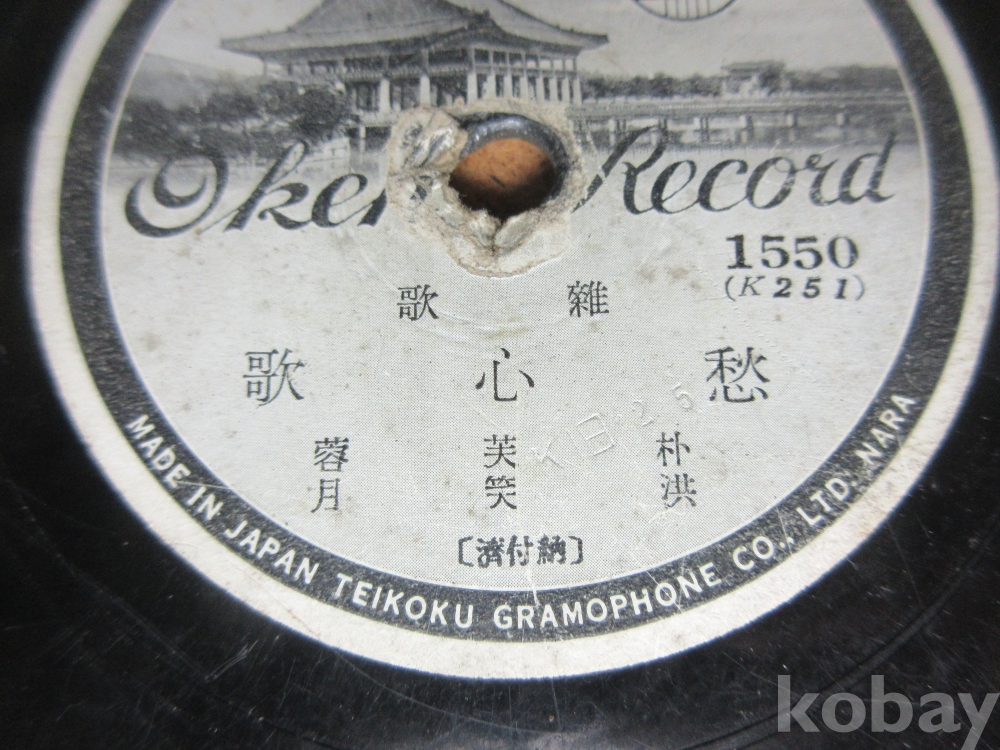 Okeh Record
1550
(K251)
雜歌
愁心歌
朴芙蓉
洪笑月
〔納付濟〕
MADE IN JAPAN TEIKOKU GRAMOPHONE CO., LTD. NARA
kobay